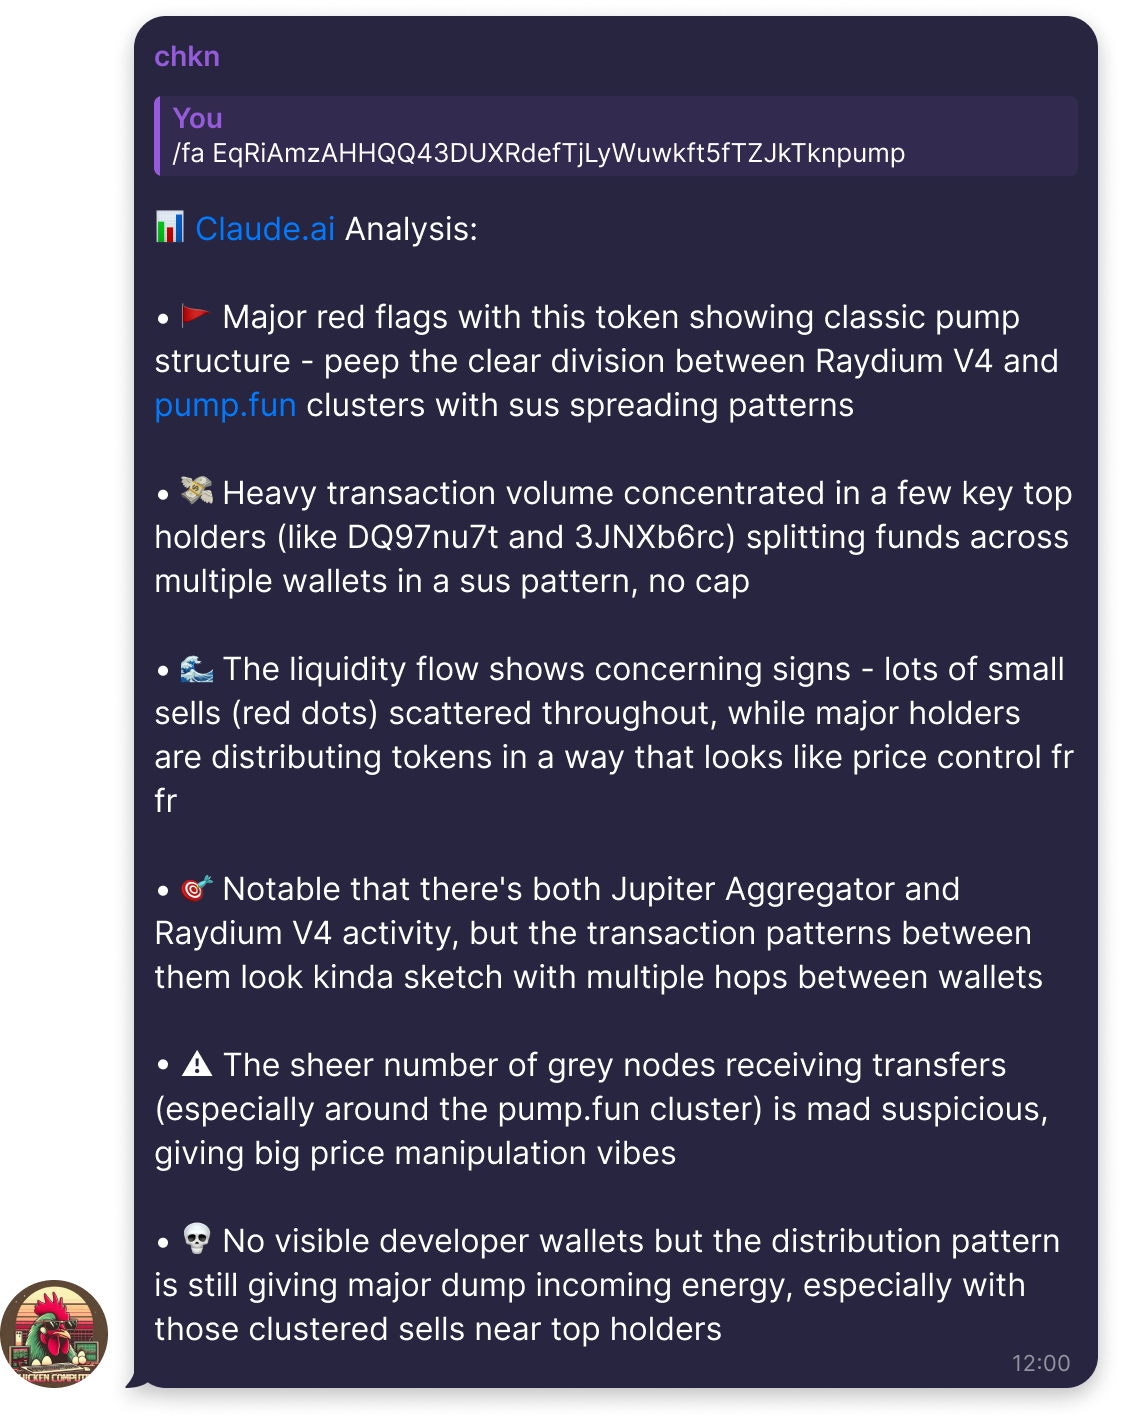 chkn
You
/fa EqRiAmzAHHQQ43DUXRdefTjLyWuwkft5fTZJkTknpump
📊 Claude.ai Analysis:
• 🚩 Major red flags with this token showing classic pump
structure - peep the clear division between Raydium V4 and
pump.fun clusters with sus spreading patterns
• 💸 Heavy transaction volume concentrated in a few key top
holders (like DQ97nu7t and 3JNXb6rc) splitting funds across
multiple wallets in a sus pattern, no cap
• 🌊 The liquidity flow shows concerning signs - lots of small
sells (red dots) scattered throughout, while major holders
are distributing tokens in a way that looks like price control fr
fr
• 🎯 Notable that there's both Jupiter Aggregator and
Raydium V4 activity, but the transaction patterns between
them look kinda sketch with multiple hops between wallets
• ⚠ The sheer number of grey nodes receiving transfers
(especially around the pump.fun cluster) is mad suspicious,
giving big price manipulation vibes
• 💀 No visible developer wallets but the distribution pattern
is still giving major dump incoming energy, especially with
those clustered sells near top holders
12:00